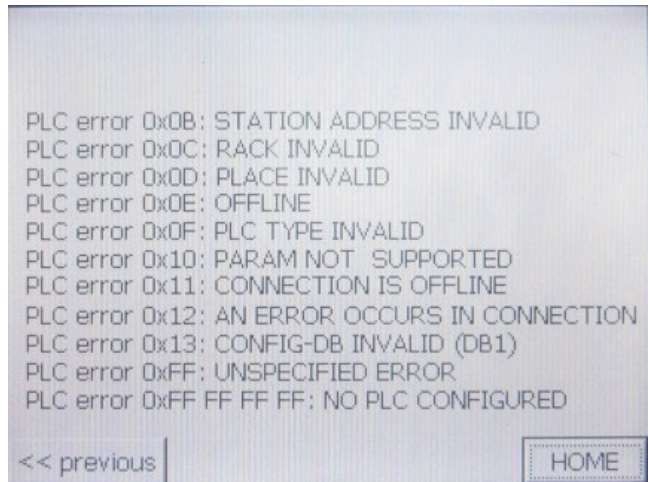 PLC error 0x0B: STATION ADDRESS INVALID
PLC error 0x0C: RACK INVALID
PLC error 0x0D: PLACE INVALID
PLC error 0x0E: OFFLINE
PLC error 0x0F: PLC TYPE INVALID
PLC error 0x10: PARAM NOT  SUPPORTED
PLC error 0x11: CONNECTION IS OFFLINE
PLC error 0x12: AN ERROR OCCURS IN CONNECTION
PLC error 0x13: CONFIG-DB INVALID (DB1)
PLC error 0xFF: UNSPECIFIED ERROR
PLC error 0xFF FF FF FF: NO PLC CONFIGURED
<< previous
HOME